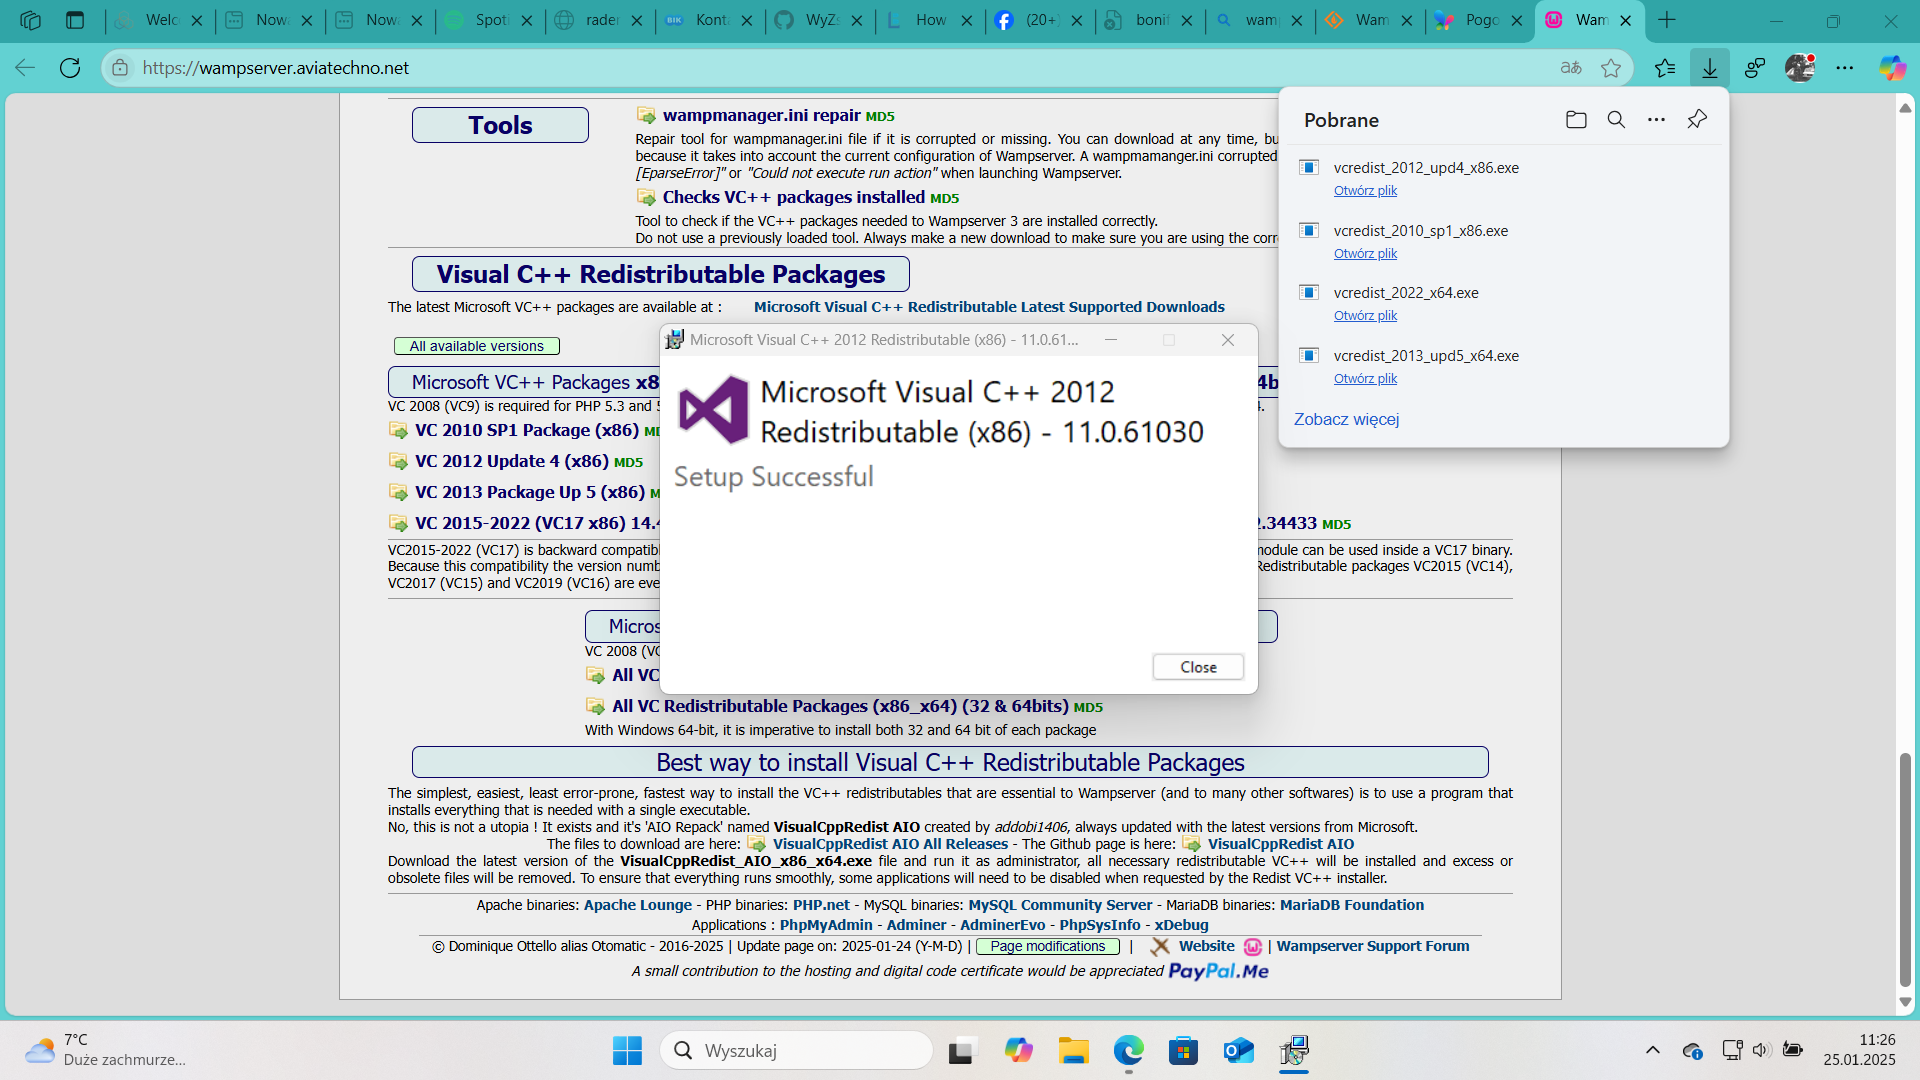 Welc
Nowa
Nowa
Spoti
rader
BIK
Konta
WyZs
How
(20+)
bonif
wamp
Wam
Pogo
Wam
https://wampserver.aviatechno.net
Tools
wampmanager.ini repair MD5
Repair tool for wampmanager.ini file if it is corrupted or missing. You can download at any time, bu
because it takes into account the current configuration of Wampserver. A wampmamanger.ini corrupted
[EparseError]" or "Could not execute run action" when launching Wampserver.
Checks VC++ packages installed MD5
Tool to check if the VC++ packages needed to Wampserver 3 are installed correctly.
Do not use a previously loaded tool. Always make a new download to make sure you are using the corr
Visual C++ Redistributable Packages
The latest Microsoft VC++ packages are available at : Microsoft Visual C++ Redistributable Latest Supported Downloads
All available versions
Microsoft VC++ Packages x8
4b
VC 2008 (VC9) is required for PHP 5.3 and 5
4.
VC 2010 SP1 Package (x86) MD
VC 2012 Update 4 (x86) MD5
VC 2013 Package Up 5 (x86) M
VC 2015-2022 (VC17 x86) 14.4
2.34433 MD5
VC2015-2022 (VC17) is backward compatibl
module can be used inside a VC17 binary.
Because this compatibility the version numb
Redistributable packages VC2015 (VC14),
VC2017 (VC15) and VC2019 (VC16) are eve
Micros
VC 2008 (VC
All VC
All VC Redistributable Packages (x86_x64) (32 & 64bits) MD5
With Windows 64-bit, it is imperative to install both 32 and 64 bit of each package
Best way to install Visual C++ Redistributable Packages
The simplest, easiest, least error-prone, fastest way to install the VC++ redistributables that are essential to Wampserver (and to many other softwares) is to use a program that
installs everything that is needed with a single executable.
No, this is not a utopia ! It exists and it's 'AIO Repack' named VisualCppRedist AIO created by addobi1406, always updated with the latest versions from Microsoft.
The files to download are here: VisualCppRedist AIO All Releases - The Github page is here: VisualCppRedist AIO
Download the latest version of the VisualCppRedist_AIO_x86_x64.exe file and run it as administrator, all necessary redistributable VC++ will be installed and excess or
obsolete files will be removed. To ensure that everything runs smoothly, some applications will need to be disabled when requested by the Redist VC++ installer.
Apache binaries: Apache Lounge - PHP binaries: PHP.net - MySQL binaries: MySQL Community Server - MariaDB binaries: MariaDB Foundation
Applications : PhpMyAdmin - Adminer - AdminerEvo - PhpSysInfo - xDebug
© Dominique Ottello alias Otomatic - 2016-2025 | Update page on: 2025-01-24 (Y-M-D) | Page modifications | Website | Wampserver Support Forum
A small contribution to the hosting and digital code certificate would be appreciated PayPal.Me
Microsoft Visual C++ 2012 Redistributable (x86) - 11.0.61...
Microsoft Visual C++ 2012
Redistributable (x86) - 11.0.61030
Setup Successful
Close
Pobrane
vcredist_2012_upd4_x86.exe
Otwórz plik
vcredist_2010_sp1_x86.exe
Otwórz plik
vcredist_2022_x64.exe
Otwórz plik
vcredist_2013_upd5_x64.exe
Otwórz plik
Zobacz więcej
7°C
Duże zachmurze...
Wyszukaj
11:26
25.01.2025